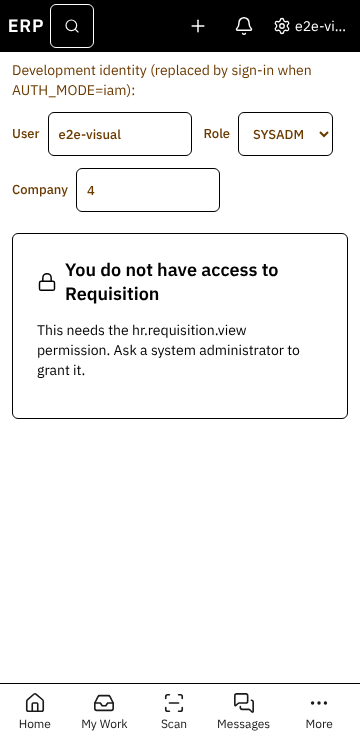 ERP
e2e-vi...
Development identity (replaced by sign-in when
AUTH_MODE=iam):
User e2e-visual Role SYSADM
Company 4
You do not have access to
Requisition
This needs the hr.requisition.view
permission. Ask a system administrator to
grant it.
Home My Work Scan Messages More